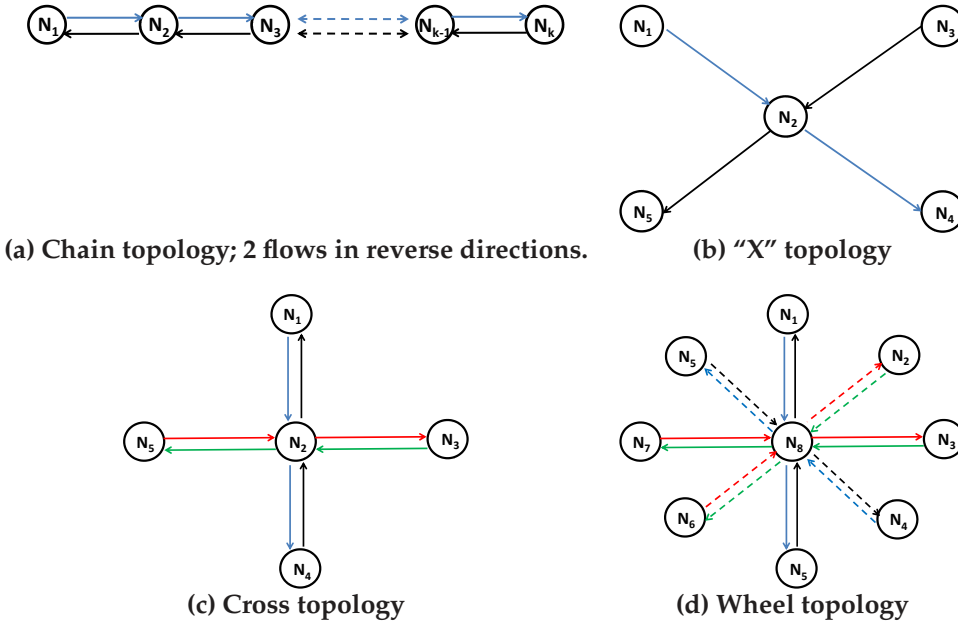 N1 N2 N3 Nk-1 Nk
(a) Chain topology; 2 flows in reverse directions.
N1 N3
N2
N5 N4
(b) “X” topology
N1
N5 N2 N3
N4
(c) Cross topology
N1
N5 N2
N7 N8 N3
N6 N4
N5
(d) Wheel topology